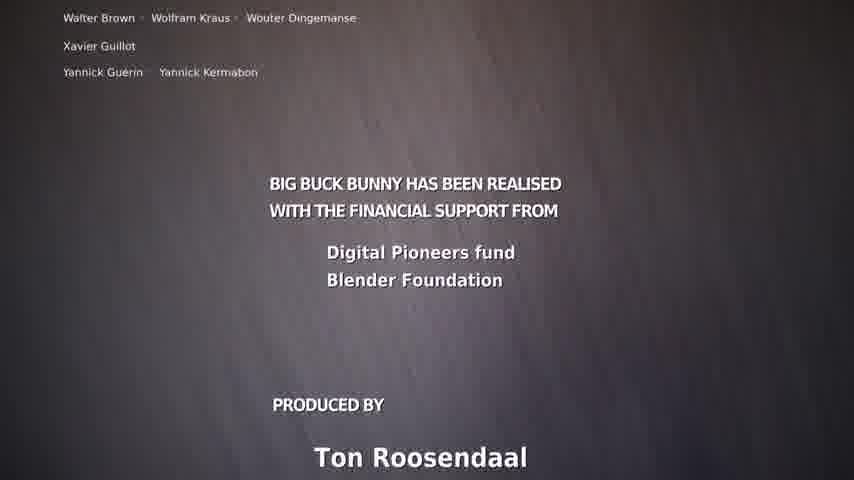 Walter Brown · Wolfram Kraus · Wouter Dingemanse
Xavier Guillot
Yannick Guerin · Yannick Kermabon
BIG BUCK BUNNY HAS BEEN REALISED
WITH THE FINANCIAL SUPPORT FROM
Digital Pioneers fund
Blender Foundation
PRODUCED BY
Ton Roosendaal